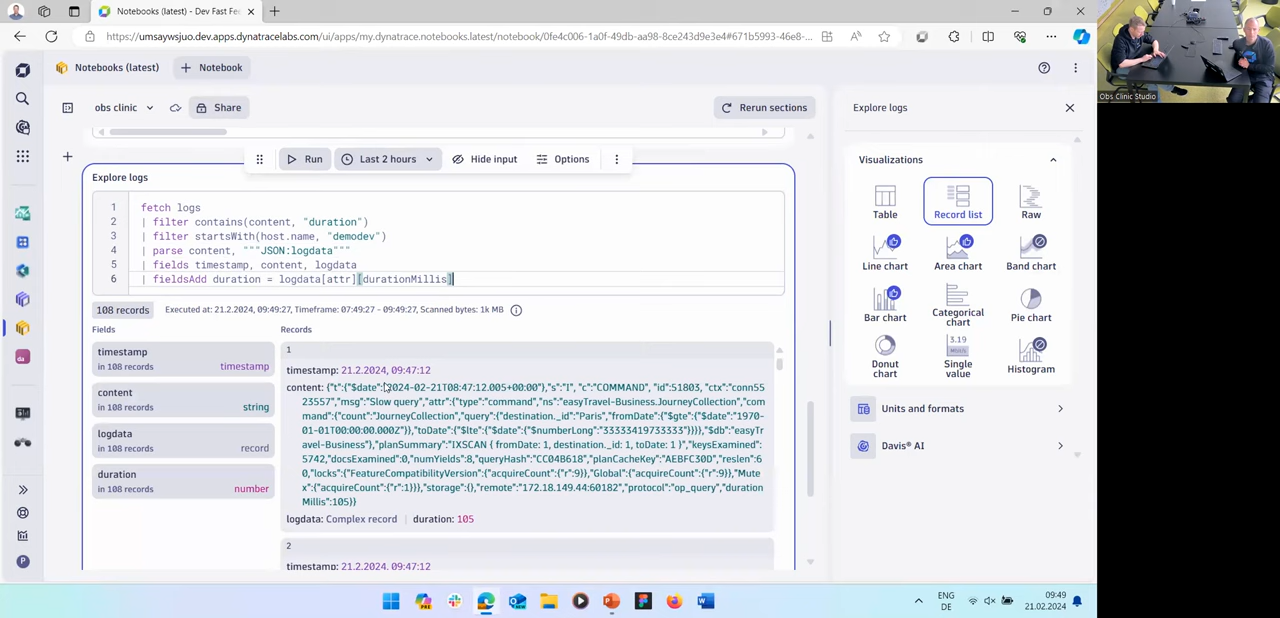 Notebooks (latest) - Dev Fast Fe
https://umsaywsjuo.dev.apps.dynatracelabs.com/ui/apps/my.dynatrace.notebooks.latest/notebook/0fe4c006-1a0f-49db-aa98-8ce243d9e3e4#671b5993-46e8-...
Obs Clinic Studio
Notebooks (latest)
Notebook
obs clinic
Share
Rerun sections
Explore logs
Run
Last 2 hours
Hide input
Options
Explore logs
1 fetch logs
2 | filter contains(content, "duration")
3 | filter startsWith(host.name, "demodev")
4 | parse content, """JSON:logdata"""
5 | fields timestamp, content, logdata
6 | fieldsAdd duration = logdata[attr][durationMillis]
108 records
Executed at: 21.2.2024, 09:49:27, Timeframe: 07:49:27 - 09:49:27, Scanned bytes: 1k MB
Fields
Records
timestamp
in 108 records
timestamp
content
in 108 records
string
logdata
in 108 records
record
duration
in 108 records
number
1
timestamp: 21.2.2024, 09:47:12
content: {"t":{"$date":"2024-02-21T08:47:12.005+00:00"},"s":"I", "c":"COMMAND", "id":51803, "ctx":"conn55
23557","msg":"Slow query","attr":{"type":"command","ns":"easyTravel-Business.JourneyCollection","com
mand":{"count":"JourneyCollection","query":{"destination._id":"Paris","fromDate":{"$gte":{"$date":"1970-
01-01T00:00:00.000Z"}},"toDate":{"$lte":{"$date":{"$numberLong":"33333419733333"}}}},"$db":"easyT
ravel-Business"},"planSummary":"IXSCAN { fromDate: 1, destination._id: 1, toDate: 1 }","keysExamined":
5742,"docsExamined":0,"numYields":8,"queryHash":"CC04B618","planCacheKey":"AEBFC30D","reslen":6
0,"locks":{"FeatureCompatibilityVersion":{"acquireCount":{"r":9}},"Global":{"acquireCount":{"r":9}},"Mute
x":{"acquireCount":{"r":1}}},"storage":{},"remote":"172.18.149.44:60182","protocol":"op_query","duration
Millis":105}}
logdata: Complex record | duration: 105
2
timestamp: 21.2.2024, 09:47:12
Visualizations
Table
Record list
Raw
Line chart
Area chart
Band chart
Bar chart
Categorical
chart
Pie chart
Donut
chart
3.19
Single
value
Histogram
Units and formats
Davis® AI
P
PRE
ENG
DE
09:49
21.02.2024